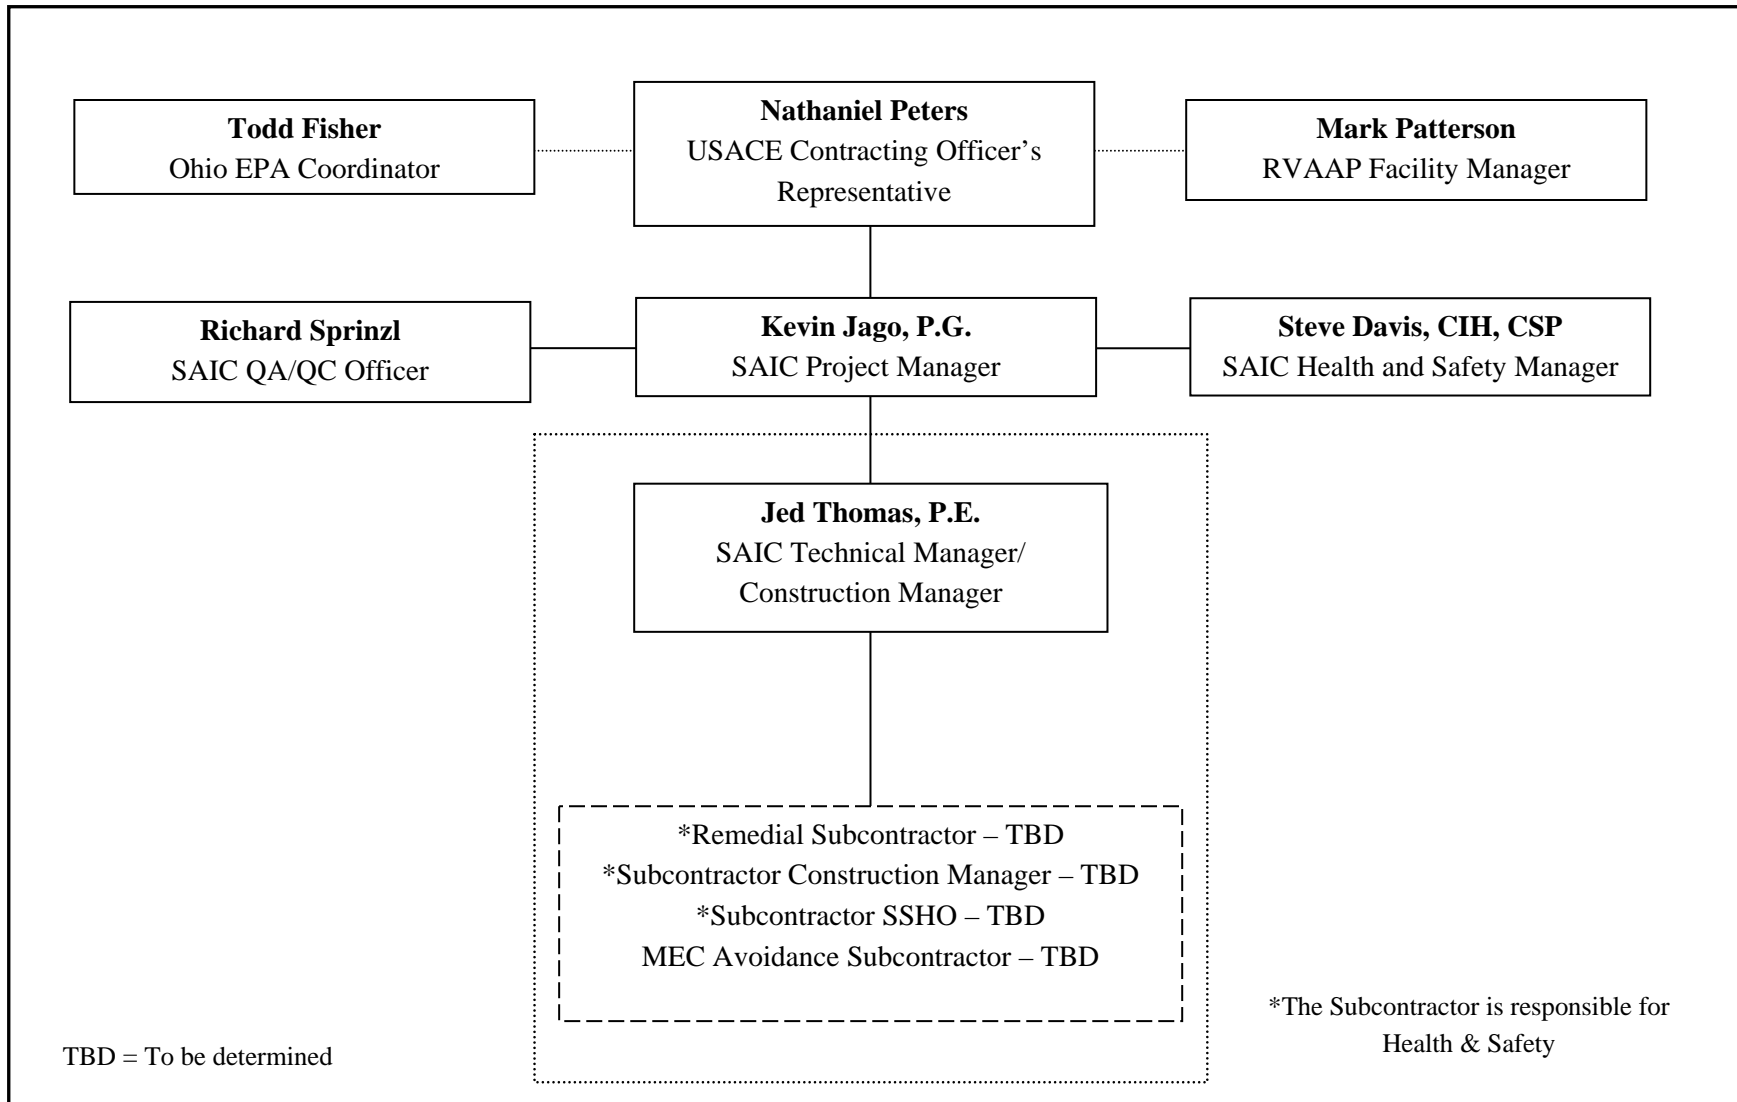 Todd Fisher
Ohio EPA Coordinator
Nathaniel Peters
USACE Contracting Officer’s
Representative
Mark Patterson
RVAAP Facility Manager
Richard Sprinzl
SAIC QA/QC Officer
Kevin Jago, P.G.
SAIC Project Manager
Steve Davis, CIH, CSP
SAIC Health and Safety Manager
Jed Thomas, P.E.
SAIC Technical Manager/
Construction Manager
*Remedial Subcontractor – TBD
*Subcontractor Construction Manager – TBD
*Subcontractor SSHO – TBD
MEC Avoidance Subcontractor – TBD
TBD = To be determined
*The Subcontractor is responsible for
Health & Safety